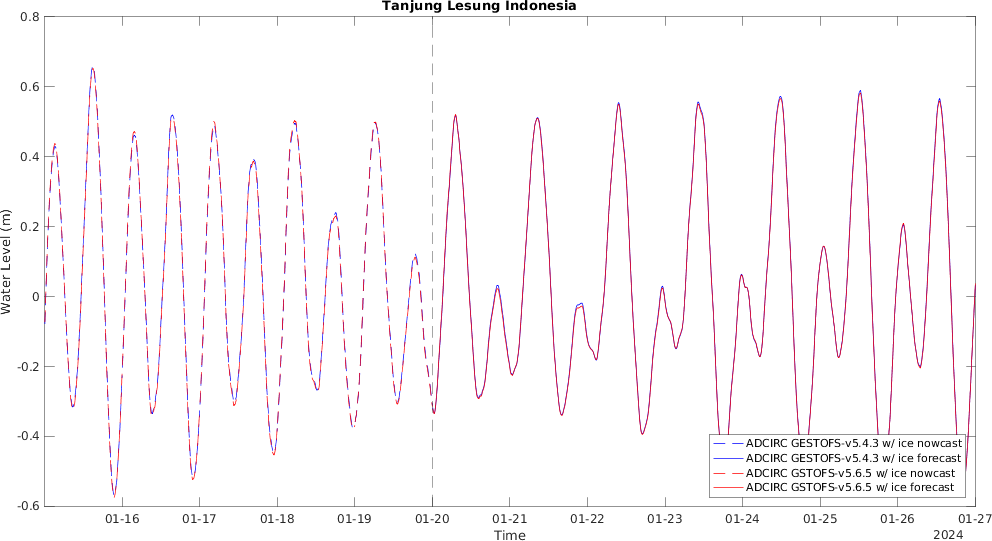 Tanjung Lesung Indonesia
0.8
0.6
0.4
0.2
0
-0.2
-0.4
-0.6
Water Level (m)
ADCIRC GESTOFS-v5.4.3 w/ ice nowcast
ADCIRC GESTOFS-v5.4.3 w/ ice forecast
ADCIRC GSTOFS-v5.6.5 w/ ice nowcast
ADCIRC GSTOFS-v5.6.5 w/ ice forecast
01-16 01-17 01-18 01-19 01-20 01-21 01-22 01-23 01-24 01-25 01-26 01-27
Time
2024